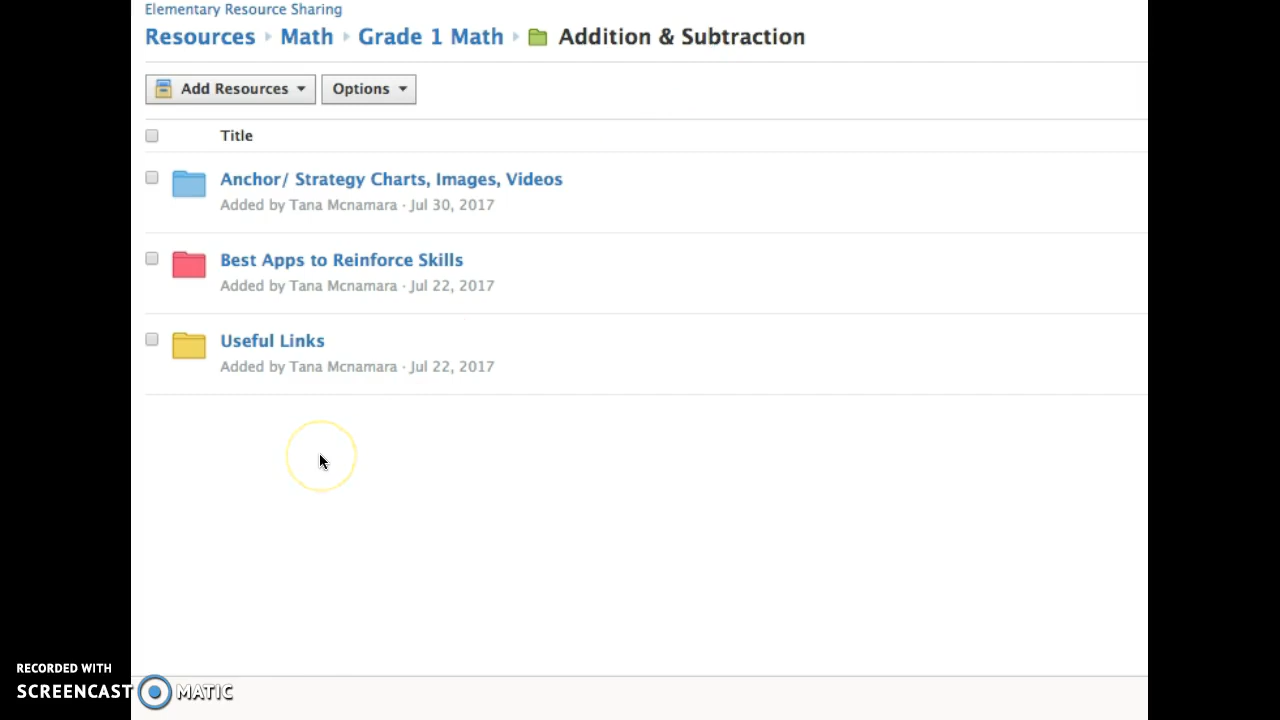 Elementary Resource Sharing
Resources Math Grade 1 Math Addition & Subtraction
Add Resources Options
Title
Anchor/ Strategy Charts, Images, Videos
Added by Tana Mcnamara · Jul 30, 2017
Best Apps to Reinforce Skills
Added by Tana Mcnamara · Jul 22, 2017
Useful Links
Added by Tana Mcnamara · Jul 22, 2017
RECORDED WITH
SCREENCAST MATIC